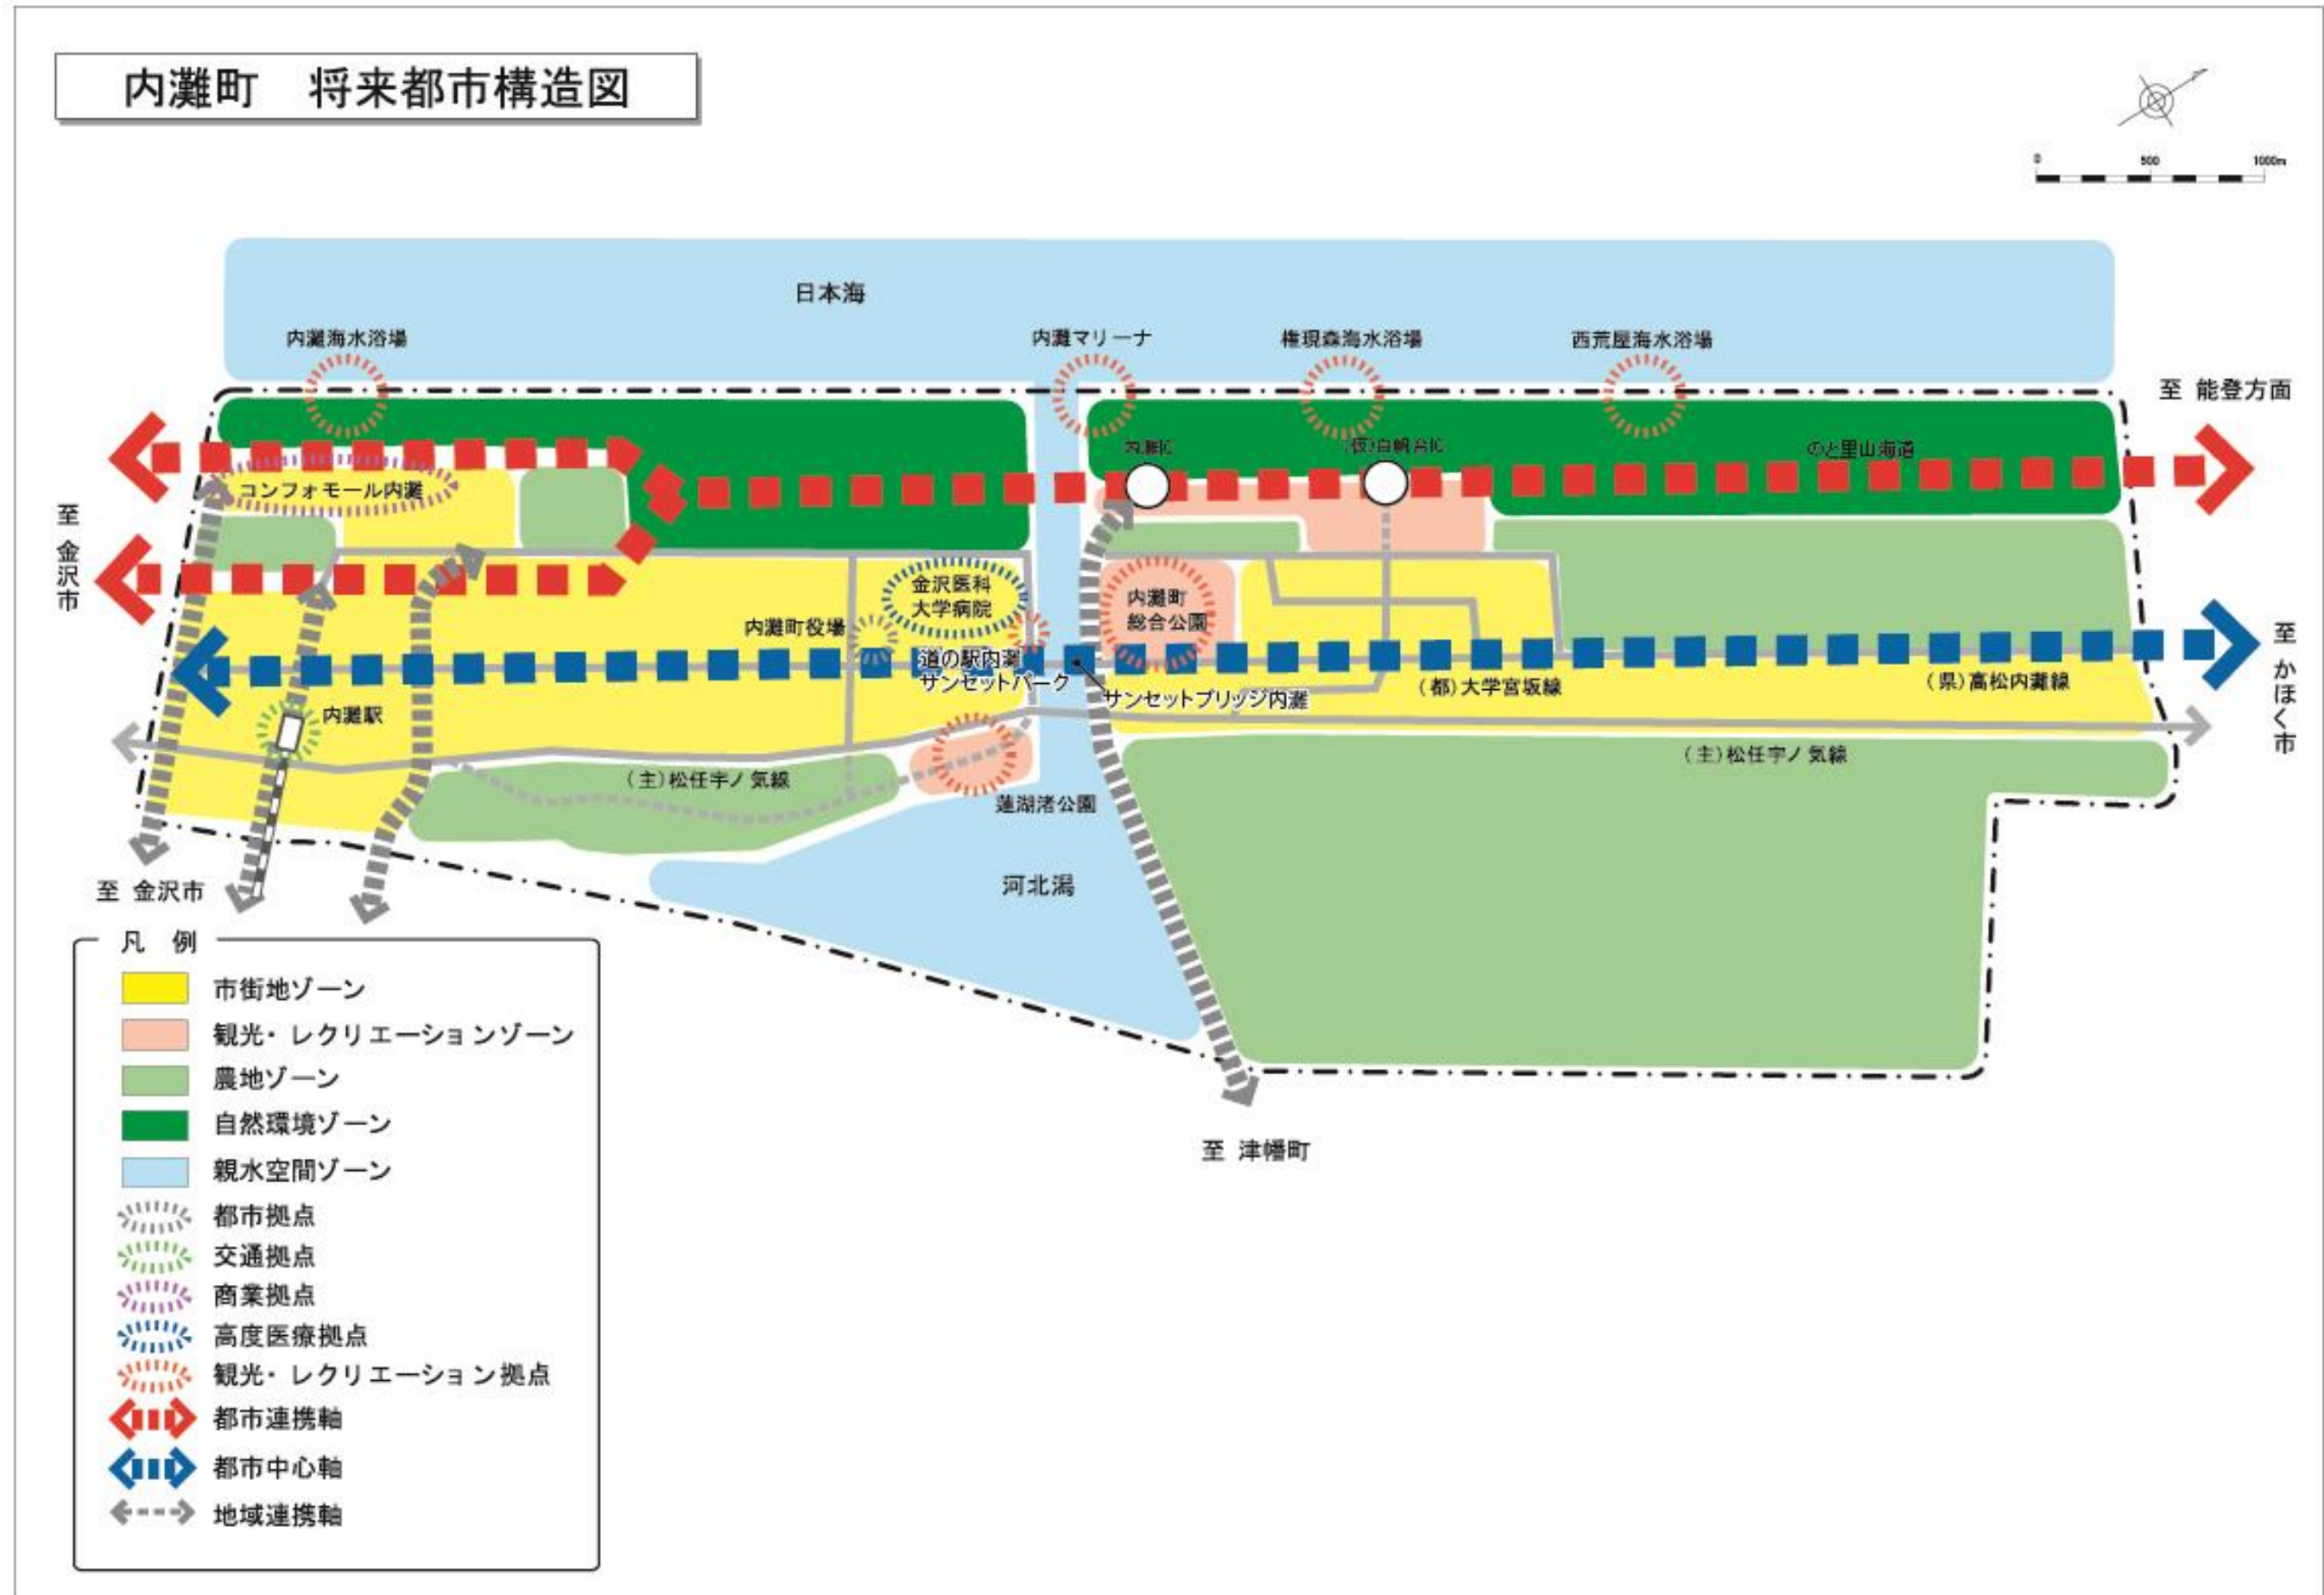 内灘町　将来都市構造図
0 500 1000m
日本海
内灘海水浴場
内灘マリーナ
権現森海水浴場
西荒屋海水浴場
至 能登方面
内灘IC
(仮)白帆台IC
のと里山海道
コンフォモール内灘
至 金沢市
金沢医科
大学病院
内灘町
総合公園
内灘町役場
道の駅内灘
サンセットパーク
サンセットブリッジ内灘
(都)大学宮坂線
(県)高松内灘線
至 かほく市
内灘駅
(主)松任宇ノ気線
(主)松任宇ノ気線
蓮湖渚公園
河北潟
至 金沢市
至 津幡町
凡 例
市街地ゾーン
観光・レクリエーションゾーン
農地ゾーン
自然環境ゾーン
親水空間ゾーン
都市拠点
交通拠点
商業拠点
高度医療拠点
観光・レクリエーション拠点
都市連携軸
都市中心軸
地域連携軸